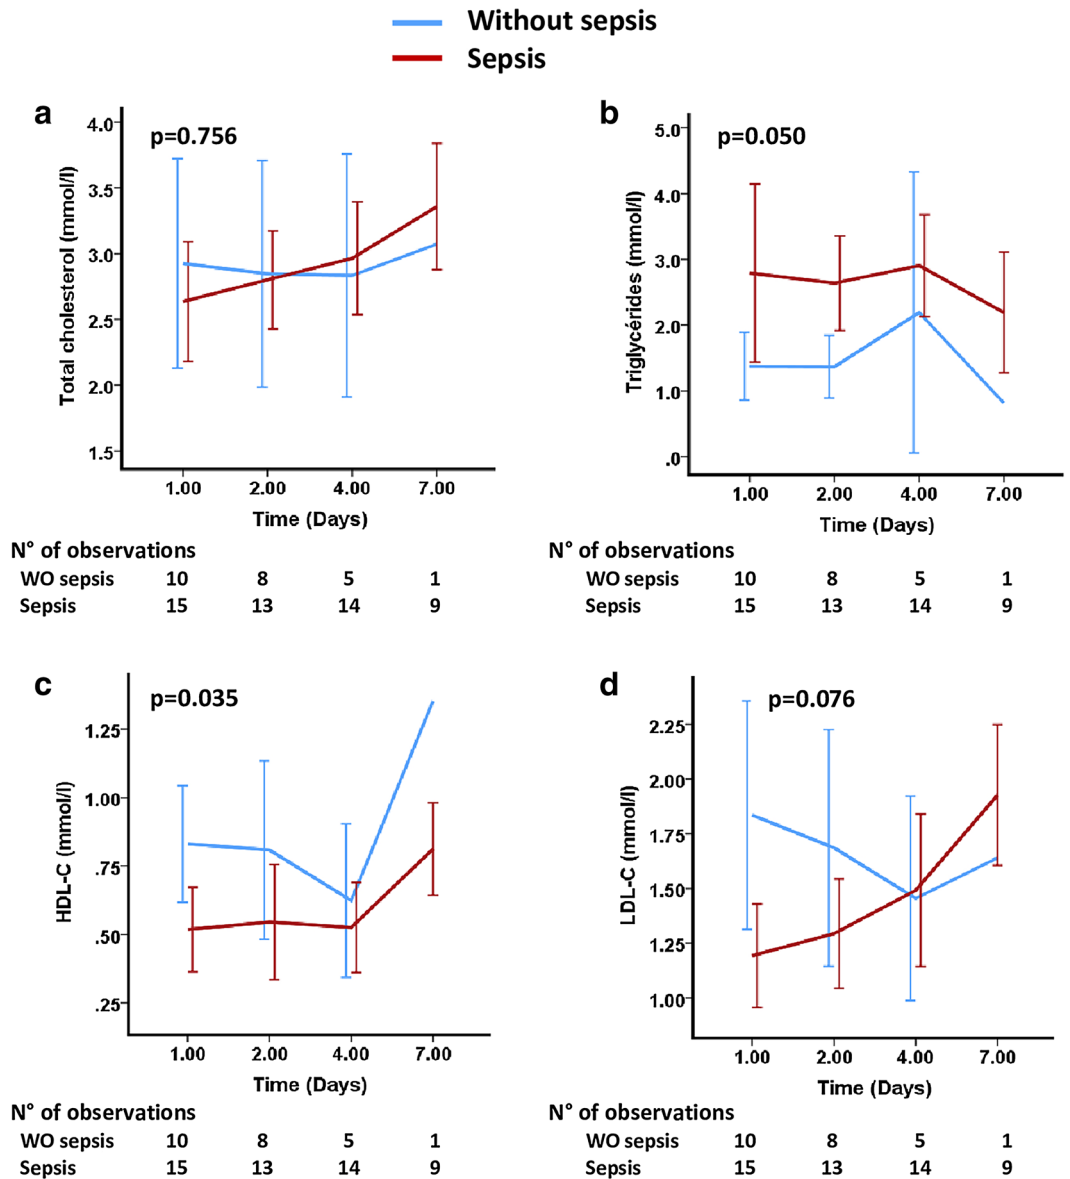 Without sepsis
Sepsis
a
p=0.756
Total cholesterol (mmol/l)
4.0
3.5
3.0
2.5
2.0
1.5
1.00 2.00 4.00 7.00
Time (Days)
N° of observations
WO sepsis 10 8 5 1
Sepsis 15 13 14 9
b
p=0.050
Triglycérides (mmol/l)
5.0
4.0
3.0
2.0
1.0
.0
1.00 2.00 4.00 7.00
Time (Days)
N° of observations
WO sepsis 10 8 5 1
Sepsis 15 13 14 9
c
p=0.035
HDL-C (mmol/l)
1.25
1.00
.75
.50
.25
1.00 2.00 4.00 7.00
Time (Days)
N° of observations
WO sepsis 10 8 5 1
Sepsis 15 13 14 9
d
p=0.076
LDL-C (mmol/l)
2.25
2.00
1.75
1.50
1.25
1.00
1.00 2.00 4.00 7.00
Time (Days)
N° of observations
WO sepsis 10 8 5 1
Sepsis 15 13 14 9